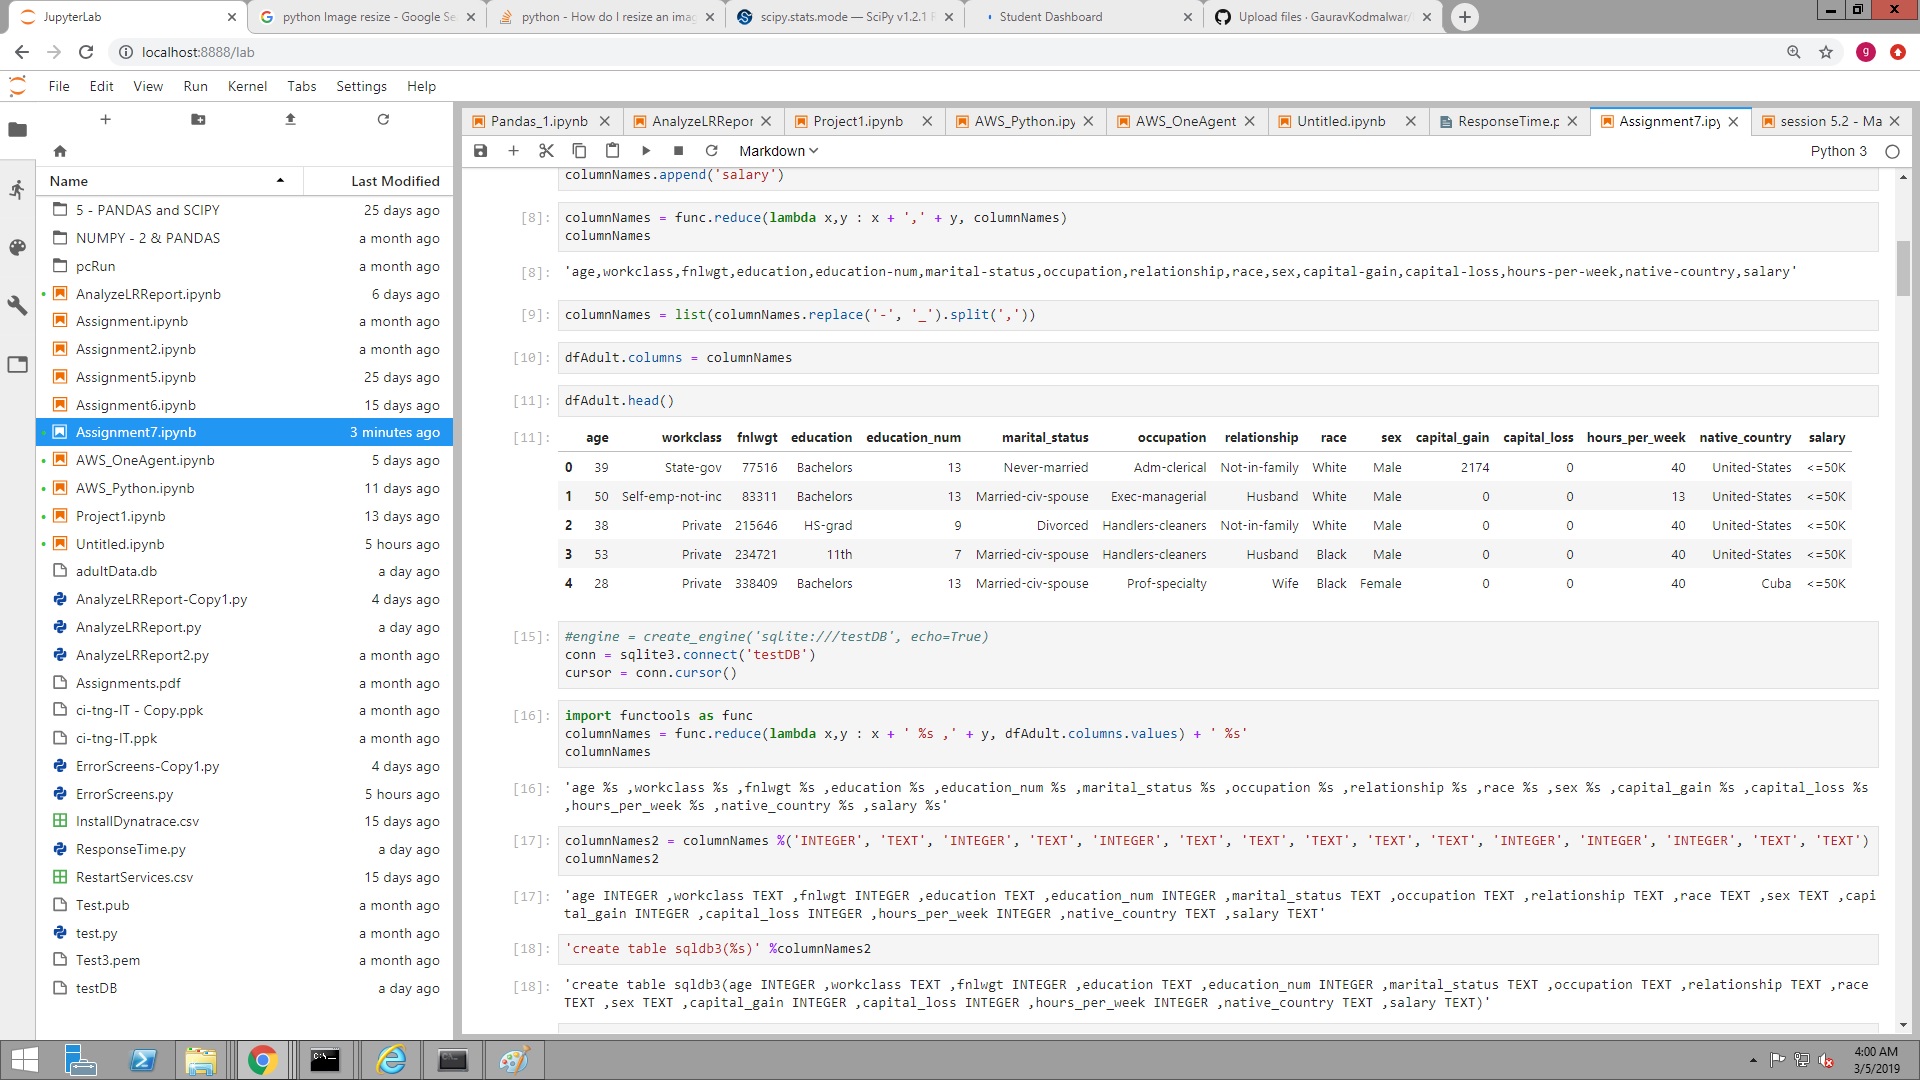 JupyterLab
python Image resize - Google Se
python - How do I resize an imag
scipy.stats.mode — SciPy v1.2.1 R
Student Dashboard
Upload files · GauravKodmalwar/
localhost:8888/lab
g
File Edit View Run Kernel Tabs Settings Help
Pandas_1.ipynb
AnalyzeLRRepor
Project1.ipynb
AWS_Python.ipy
AWS_OneAgent
Untitled.ipynb
ResponseTime.p
Assignment7.ipy
session 5.2 - Ma
Markdown
Python 3
Name Last Modified
5 - PANDAS and SCIPY 25 days ago
NUMPY - 2 & PANDAS a month ago
pcRun a month ago
AnalyzeLRReport.ipynb 6 days ago
Assignment.ipynb a month ago
Assignment2.ipynb a month ago
Assignment5.ipynb 25 days ago
Assignment6.ipynb 15 days ago
Assignment7.ipynb 3 minutes ago
AWS_OneAgent.ipynb 5 days ago
AWS_Python.ipynb 11 days ago
Project1.ipynb 13 days ago
Untitled.ipynb 5 hours ago
adultData.db a day ago
AnalyzeLRReport-Copy1.py 4 days ago
AnalyzeLRReport.py a day ago
AnalyzeLRReport2.py a month ago
Assignments.pdf a month ago
ci-tng-IT - Copy.ppk a month ago
ci-tng-IT.ppk a month ago
ErrorScreens-Copy1.py 4 days ago
ErrorScreens.py 5 hours ago
InstallDynatrace.csv 15 days ago
ResponseTime.py a day ago
RestartServices.csv 15 days ago
Test.pub a month ago
test.py a month ago
Test3.pem a month ago
testDB a day ago
columnNames.append('salary')
[8]: columnNames = func.reduce(lambda x,y : x + ',' + y, columnNames)
columnNames
[8]: 'age,workclass,fnlwgt,education,education-num,marital-status,occupation,relationship,race,sex,capital-gain,capital-loss,hours-per-week,native-country,salary'
[9]: columnNames = list(columnNames.replace('-', '_').split(','))
[10]: dfAdult.columns = columnNames
[11]: dfAdult.head()
[11]: age workclass fnlwgt education education_num marital_status occupation relationship race sex capital_gain capital_loss hours_per_week native_country salary
0 39 State-gov 77516 Bachelors 13 Never-married Adm-clerical Not-in-family White Male 2174 0 40 United-States <=50K
1 50 Self-emp-not-inc 83311 Bachelors 13 Married-civ-spouse Exec-managerial Husband White Male 0 0 13 United-States <=50K
2 38 Private 215646 HS-grad 9 Divorced Handlers-cleaners Not-in-family White Male 0 0 40 United-States <=50K
3 53 Private 234721 11th 7 Married-civ-spouse Handlers-cleaners Husband Black Male 0 0 40 United-States <=50K
4 28 Private 338409 Bachelors 13 Married-civ-spouse Prof-specialty Wife Black Female 0 0 40 Cuba <=50K
[15]: #engine = create_engine('sqlite:///testDB', echo=True)
conn = sqlite3.connect('testDB')
cursor = conn.cursor()
[16]: import functools as func
columnNames = func.reduce(lambda x,y : x + ' %s ,' + y, dfAdult.columns.values) + ' %s'
columnNames
[16]: 'age %s ,workclass %s ,fnlwgt %s ,education %s ,education_num %s ,marital_status %s ,occupation %s ,relationship %s ,race %s ,sex %s ,capital_gain %s ,capital_loss %s
,hours_per_week %s ,native_country %s ,salary %s'
[17]: columnNames2 = columnNames %('INTEGER', 'TEXT', 'INTEGER', 'TEXT', 'INTEGER', 'TEXT', 'TEXT', 'TEXT', 'TEXT', 'TEXT', 'INTEGER', 'INTEGER', 'INTEGER', 'TEXT', 'TEXT')
columnNames2
[17]: 'age INTEGER ,workclass TEXT ,fnlwgt INTEGER ,education TEXT ,education_num INTEGER ,marital_status TEXT ,occupation TEXT ,relationship TEXT ,race TEXT ,sex TEXT ,capi
tal_gain INTEGER ,capital_loss INTEGER ,hours_per_week INTEGER ,native_country TEXT ,salary TEXT'
[18]: 'create table sqldb3(%s)' %columnNames2
[18]: 'create table sqldb3(age INTEGER ,workclass TEXT ,fnlwgt INTEGER ,education TEXT ,education_num INTEGER ,marital_status TEXT ,occupation TEXT ,relationship TEXT ,race
TEXT ,sex TEXT ,capital_gain INTEGER ,capital_loss INTEGER ,hours_per_week INTEGER ,native_country TEXT ,salary TEXT)'
4:00 AM
3/5/2019